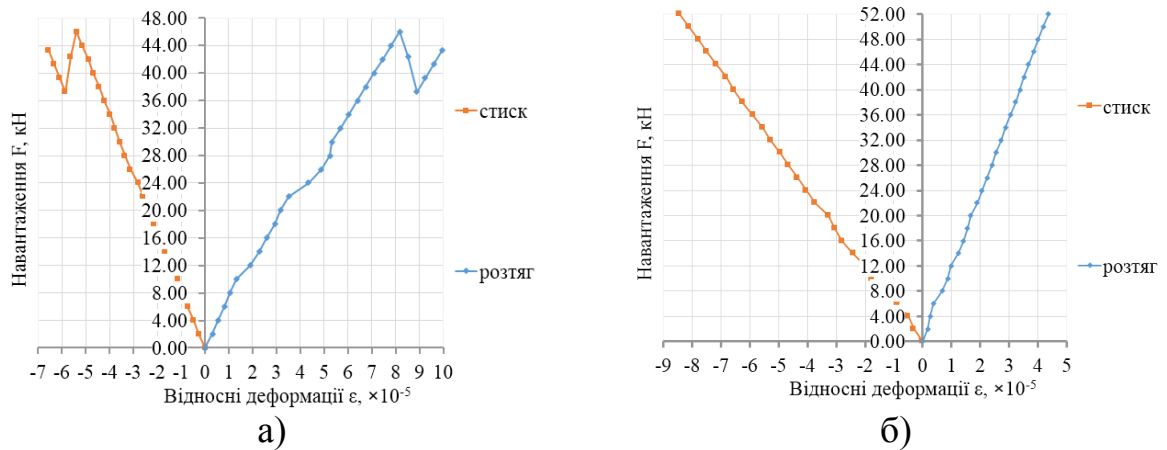 48.00
44.00
40.00
36.00
32.00
28.00
24.00
20.00
16.00
12.00
8.00
4.00
0.00
Навантаження F, кН
-7 -6 -5 -4 -3 -2 -1 0 1 2 3 4 5 6 7 8 9 10
Відносні деформації ε, ×10⁻⁵
стиск
розтяг
а)
52.00
48.00
44.00
40.00
36.00
32.00
28.00
24.00
20.00
16.00
12.00
8.00
4.00
0.00
Навантаження F, кН
-9 -8 -7 -6 -5 -4 -3 -2 -1 0 1 2 3 4 5
Відносні деформації ε, ×10⁻⁵
стиск
розтяг
б)